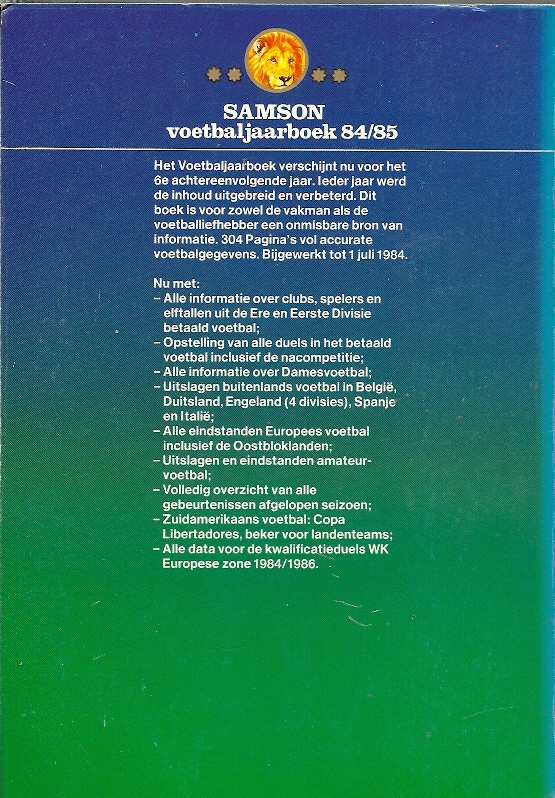 SAMSON
voetbaljaarboek 84/85
Het Voetbaljaarboek verschijnt nu voor het
6e achtereenvolgende jaar. Ieder jaar werd
de inhoud uitgebreid en verbeterd. Dit
boek is voor zowel de vakman als de
voetballiefhebber een onmisbare bron van
informatie. 304 Pagina's vol accurate
voetbalgegevens. Bijgewerkt tot 1 juli 1984.
Nu met:
– Alle informatie over clubs, spelers en
elftallen uit de Ere en Eerste Divisie
betaald voetbal;
– Opstelling van alle duels in het betaald
voetbal inclusief de nacompetitie;
– Alle informatie over Damesvoetbal;
– Uitslagen buitenlands voetbal in België,
Duitsland, Engeland (4 divisies), Spanje
en Italië;
– Alle eindstanden Europees voetbal
inclusief de Oostbloklanden;
– Uitslagen en eindstanden amateur-
voetbal;
– Volledig overzicht van alle
gebeurtenissen afgelopen seizoen;
– Zuidamerikaans voetbal: Copa
Libertadores, beker voor landenteams;
– Alle data voor de kwalificatieduels WK
Europese zone 1984/1986.